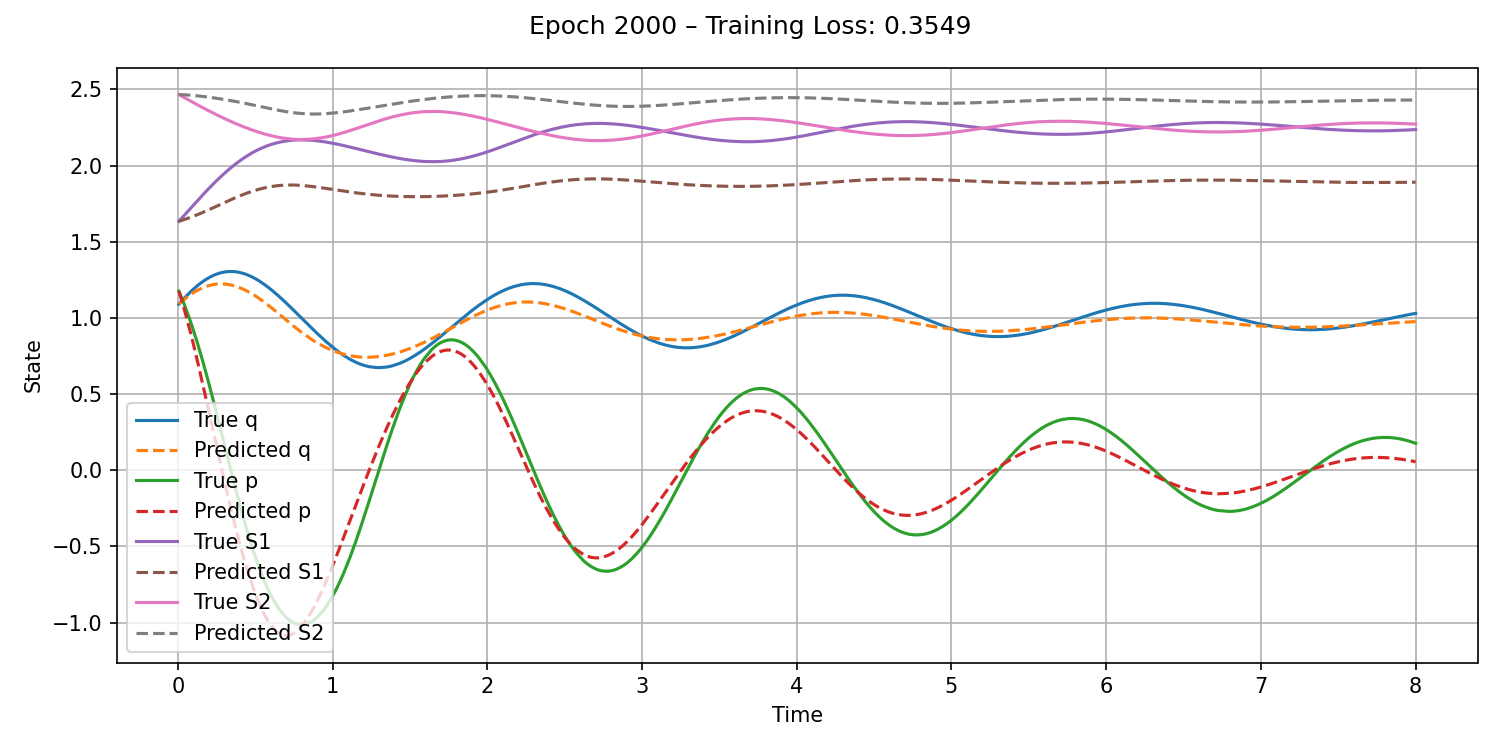 Epoch 2000 – Training Loss: 0.3549
State
2.5
2.0
1.5
1.0
0.5
0.0
−0.5
−1.0
True q
Predicted q
True p
Predicted p
True S1
Predicted S1
True S2
Predicted S2
0 1 2 3 4 5 6 7 8
Time